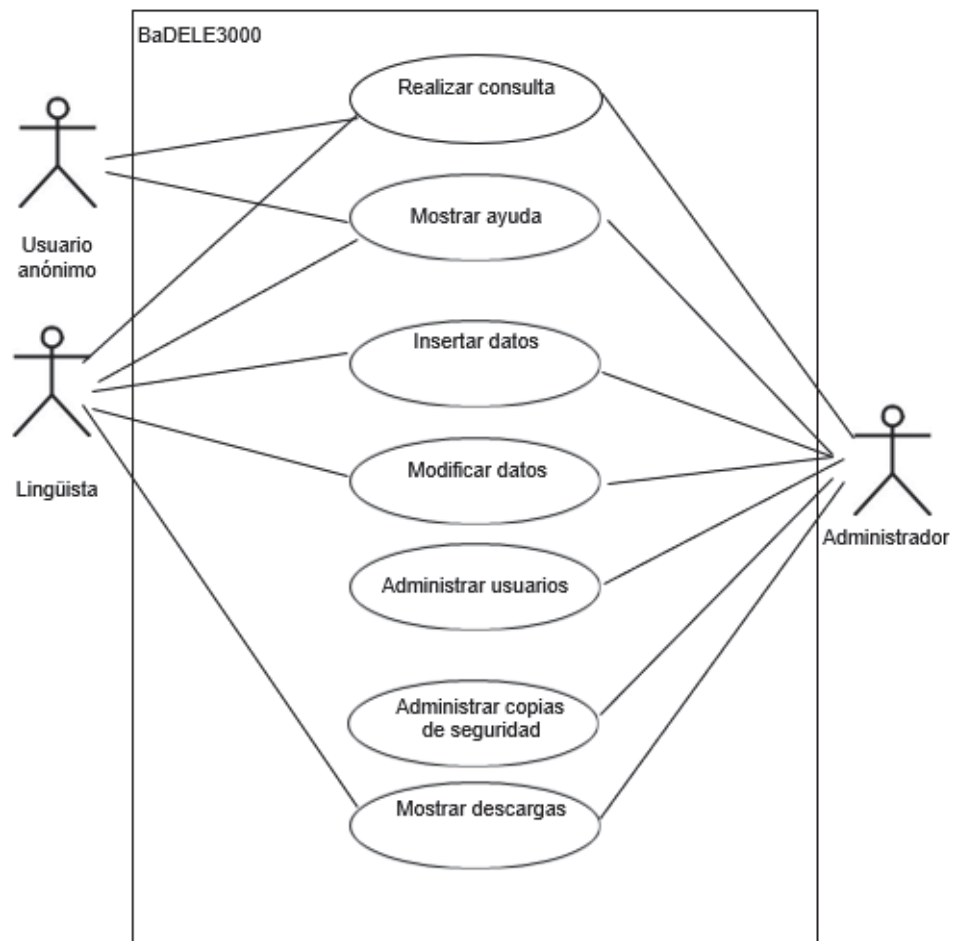 BaDELE3000
Realizar consulta
Mostrar ayuda
Usuario
anónimo
Insertar datos
Modificar datos
Lingüista
Administrador
Administrar usuarios
Administrar copias
de seguridad
Mostrar descargas